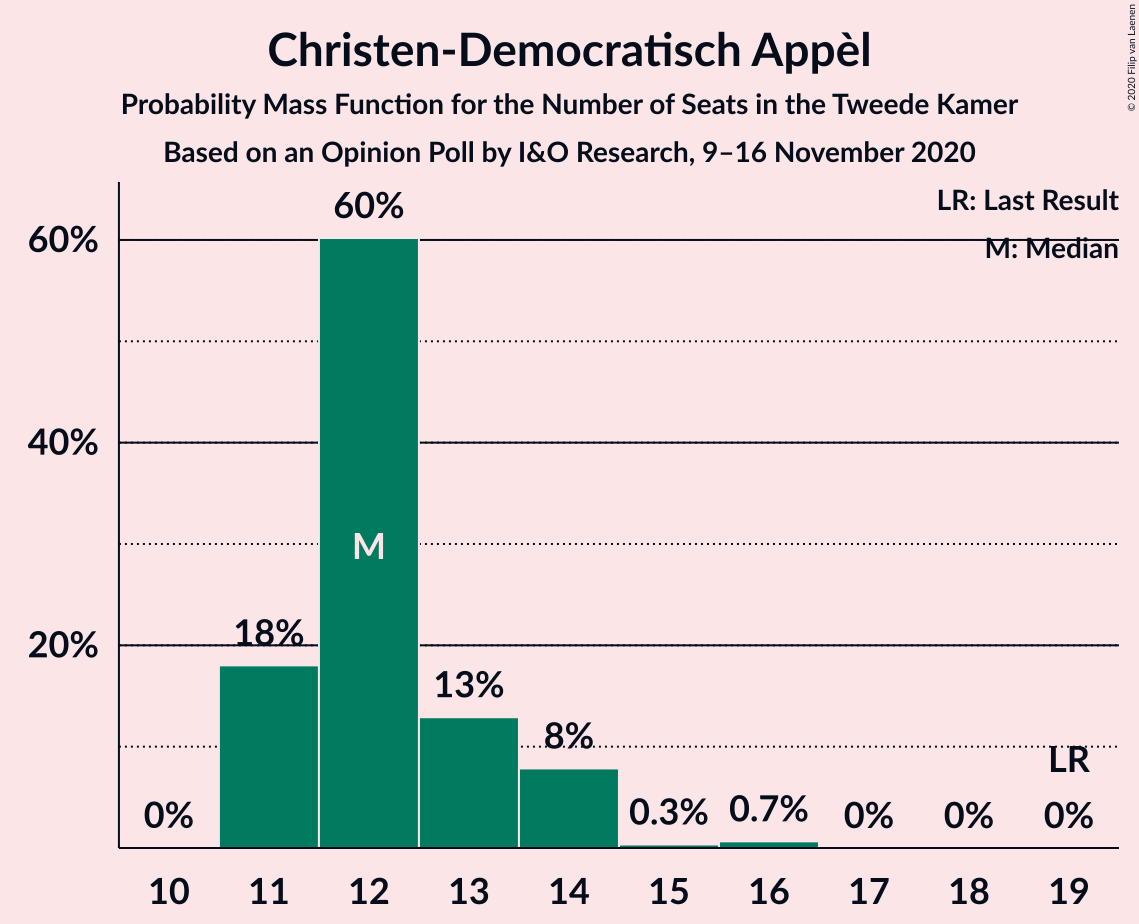 Christen-Democratisch Appèl
Probability Mass Function for the Number of Seats in the Tweede Kamer
Based on an Opinion Poll by I&O Research, 9–16 November 2020
© 2020 Filip van Laenen
LR: Last Result
M: Median
60%
40%
20%
0%
18%
60%
M
13%
8%
0.3%
0.7%
0%
0%
LR
0%
10 11 12 13 14 15 16 17 18 19